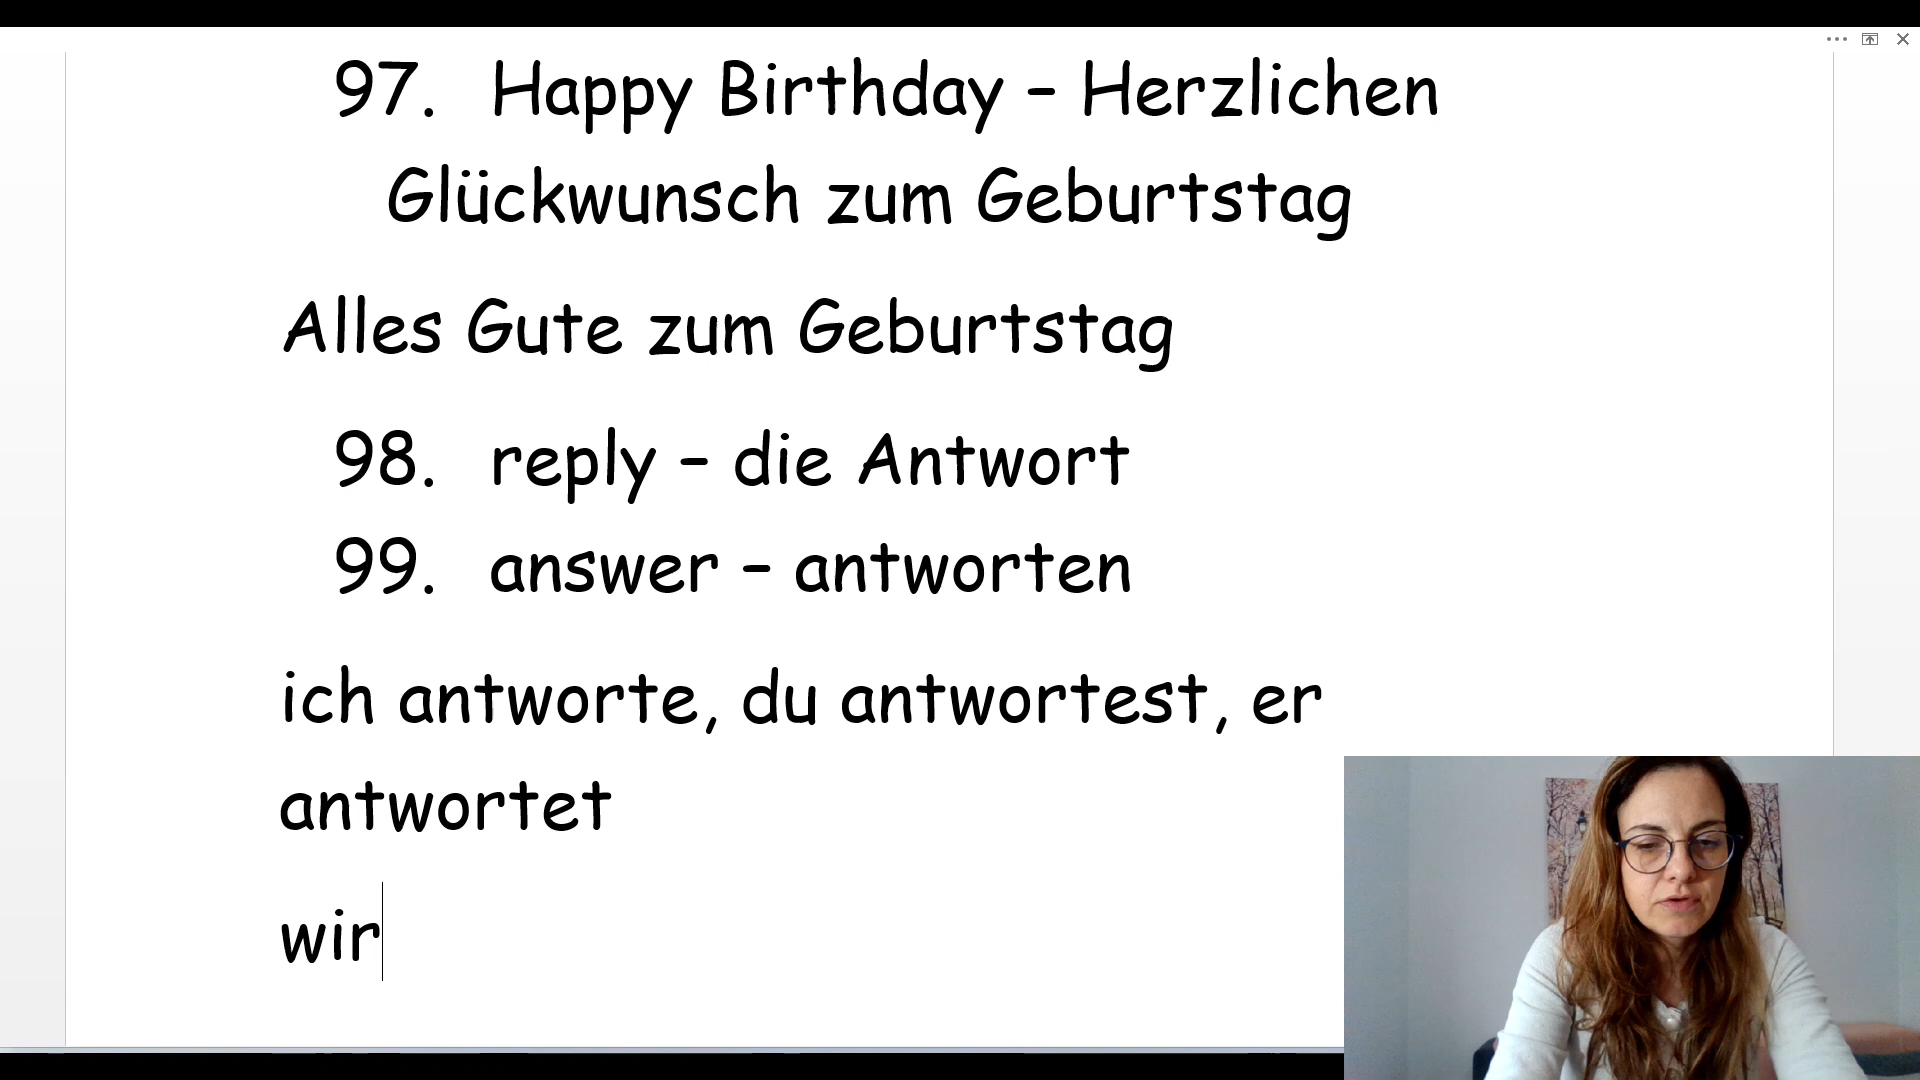 97. Happy Birthday – Herzlichen
Glückwunsch zum Geburtstag
Alles Gute zum Geburtstag
98. reply – die Antwort
99. answer – antworten
ich antworte, du antwortest, er
antwortet
wir